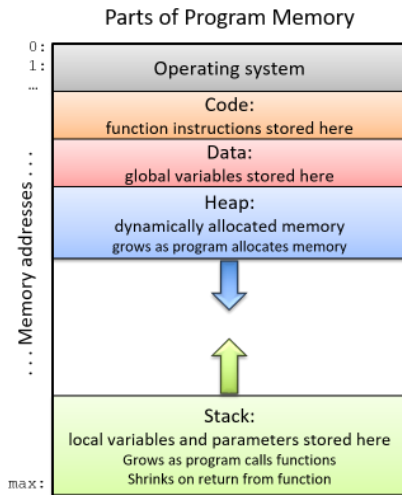 Parts of Program Memory
0:
1:
...
Operating system
Code:
function instructions stored here
Data:
global variables stored here
Heap:
dynamically allocated memory
grows as program allocates memory
. . . Memory addresses . . .
Stack:
local variables and parameters stored here
Grows as program calls functions
Shrinks on return from function
max: